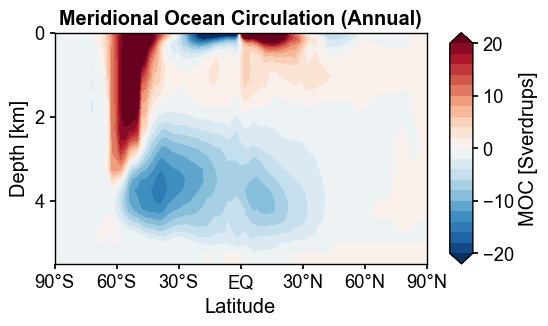 Meridional Ocean Circulation (Annual)
0
2
4
Depth [km]
90°S
60°S
30°S
EQ
30°N
60°N
90°N
Latitude
20
10
0
−10
−20
MOC [Sverdrups]